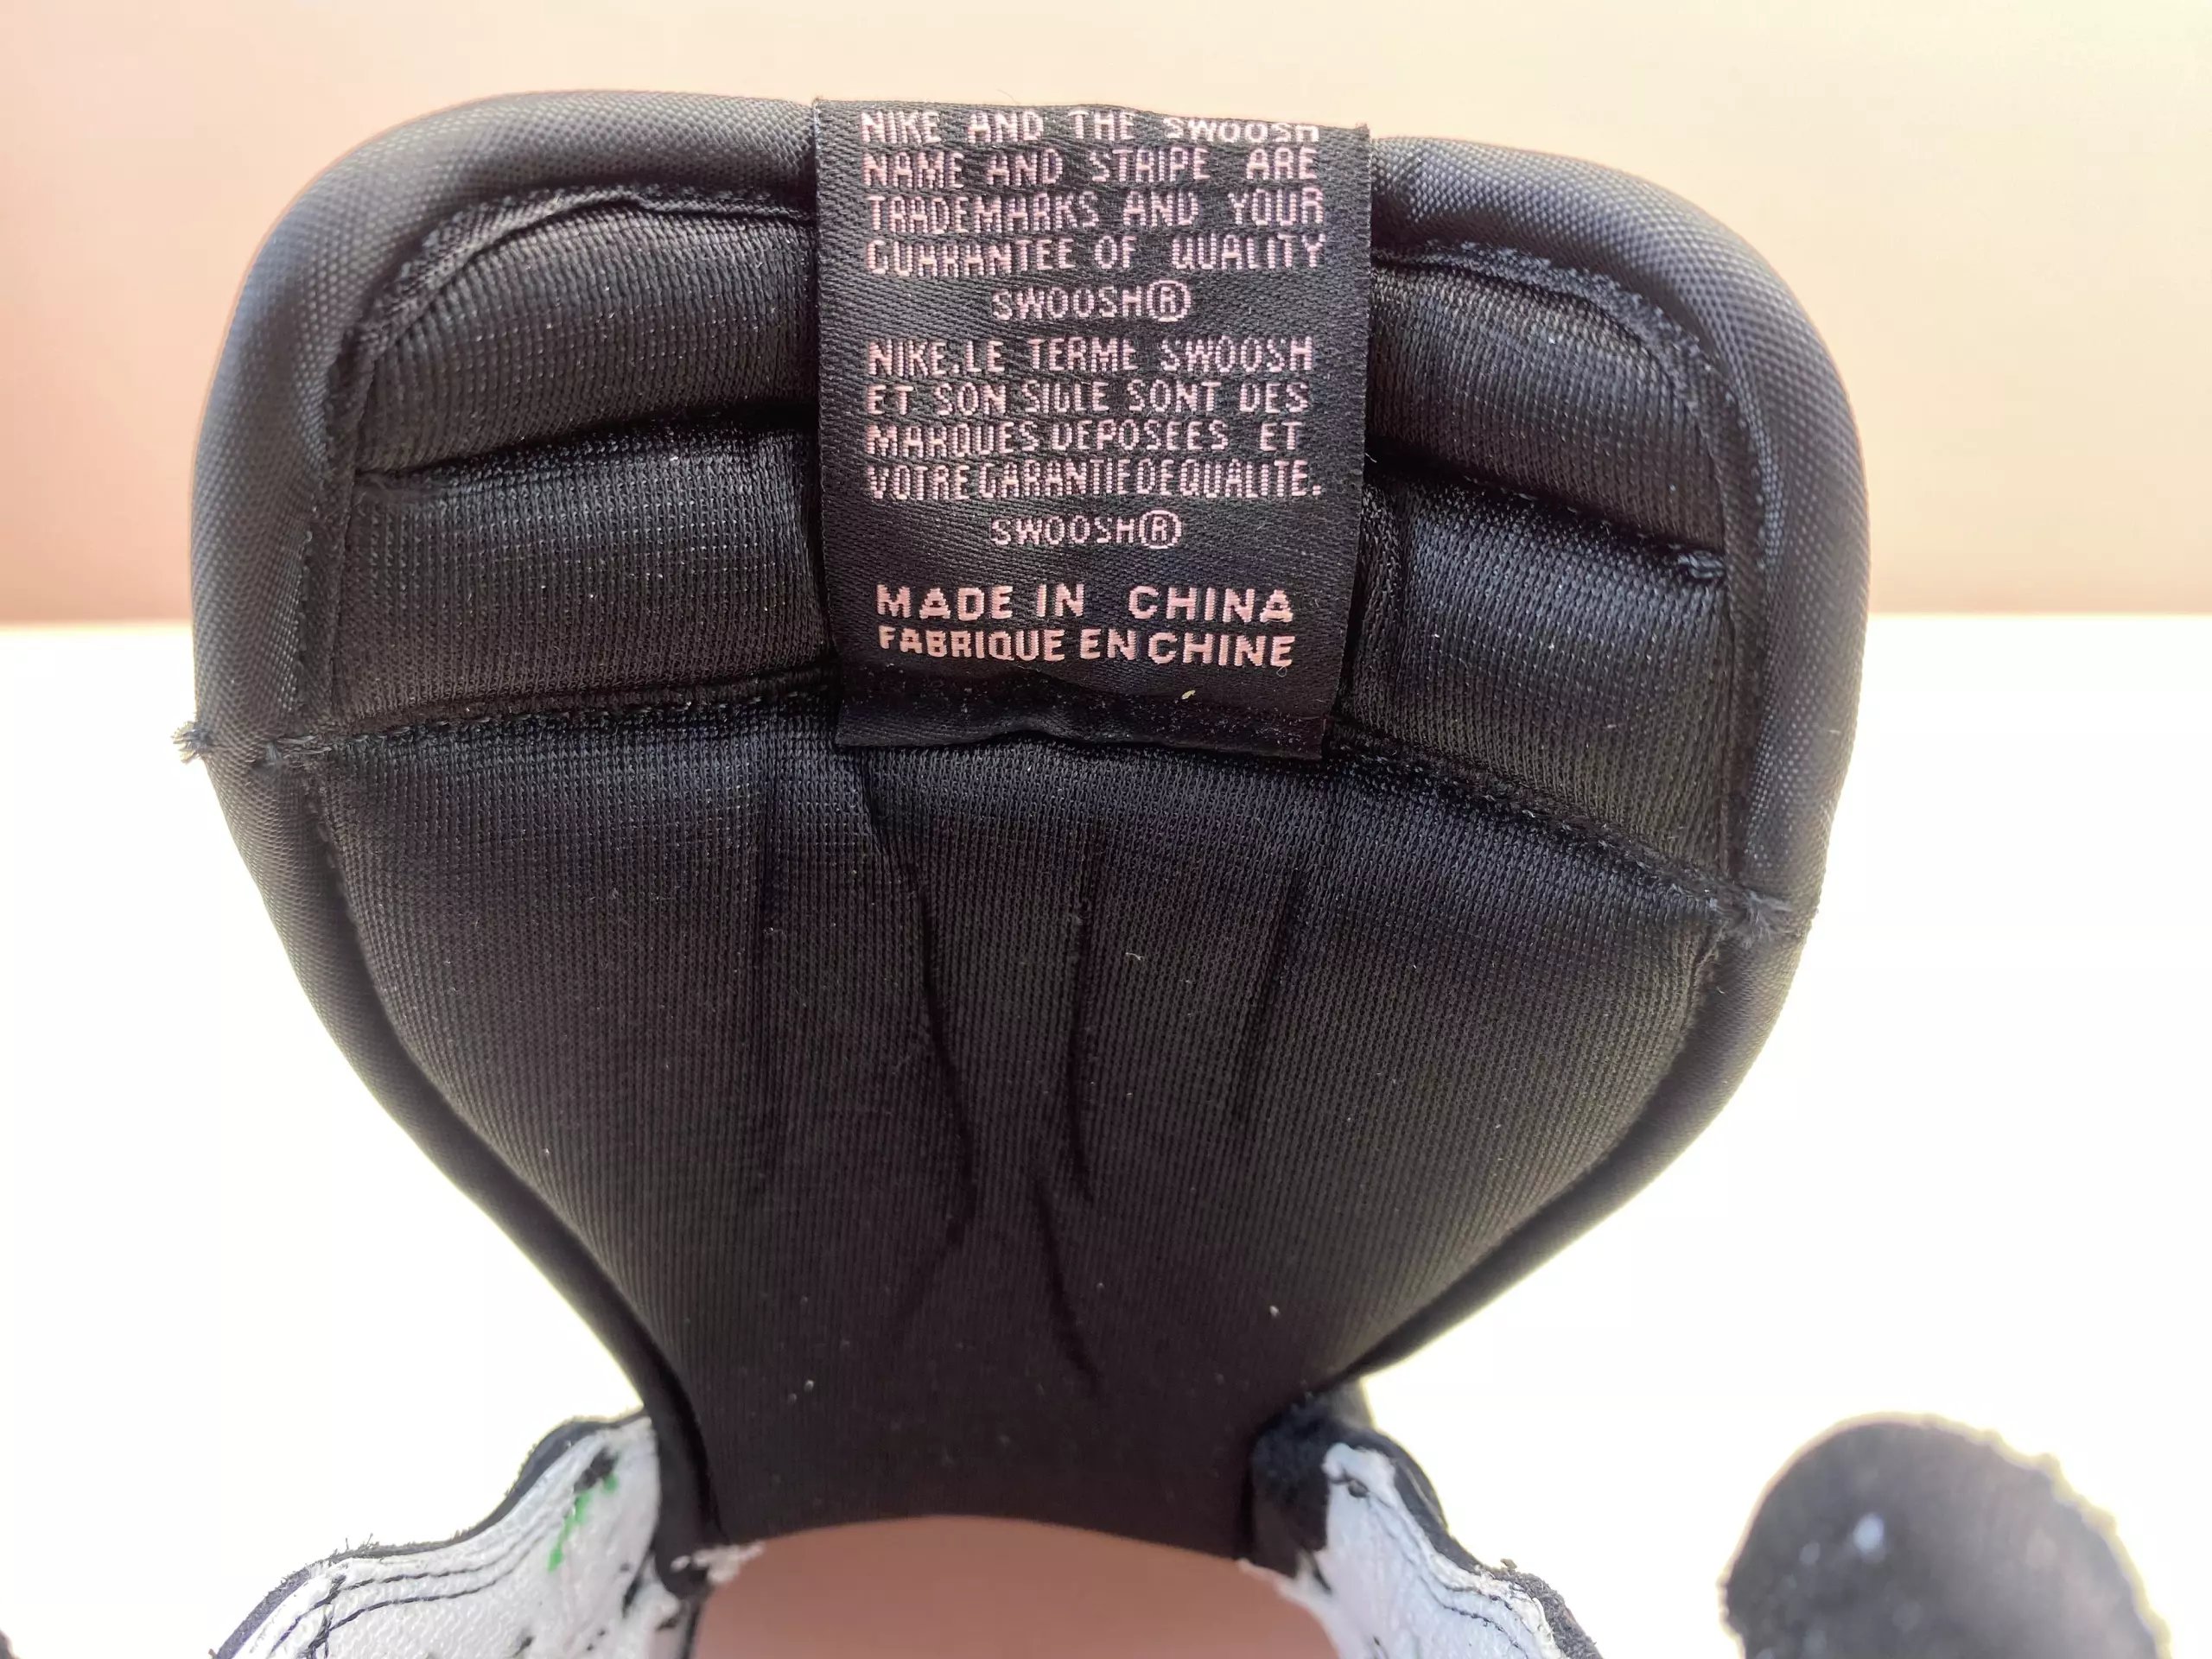 NIKE AND THE SWOOSH
NAME AND STRIPE ARE
TRADEMARKS AND YOUR
GUARANTEE OF QUALITY
SWOOSH®
NIKE.LE TERME SWOOSH
ET SON SIGLE SONT DES
MARQUES DEPOSEES ET
VOTRE GARANTIE DE QUALITE.
SWOOSH®
MADE IN CHINA
FABRIQUE EN CHINE